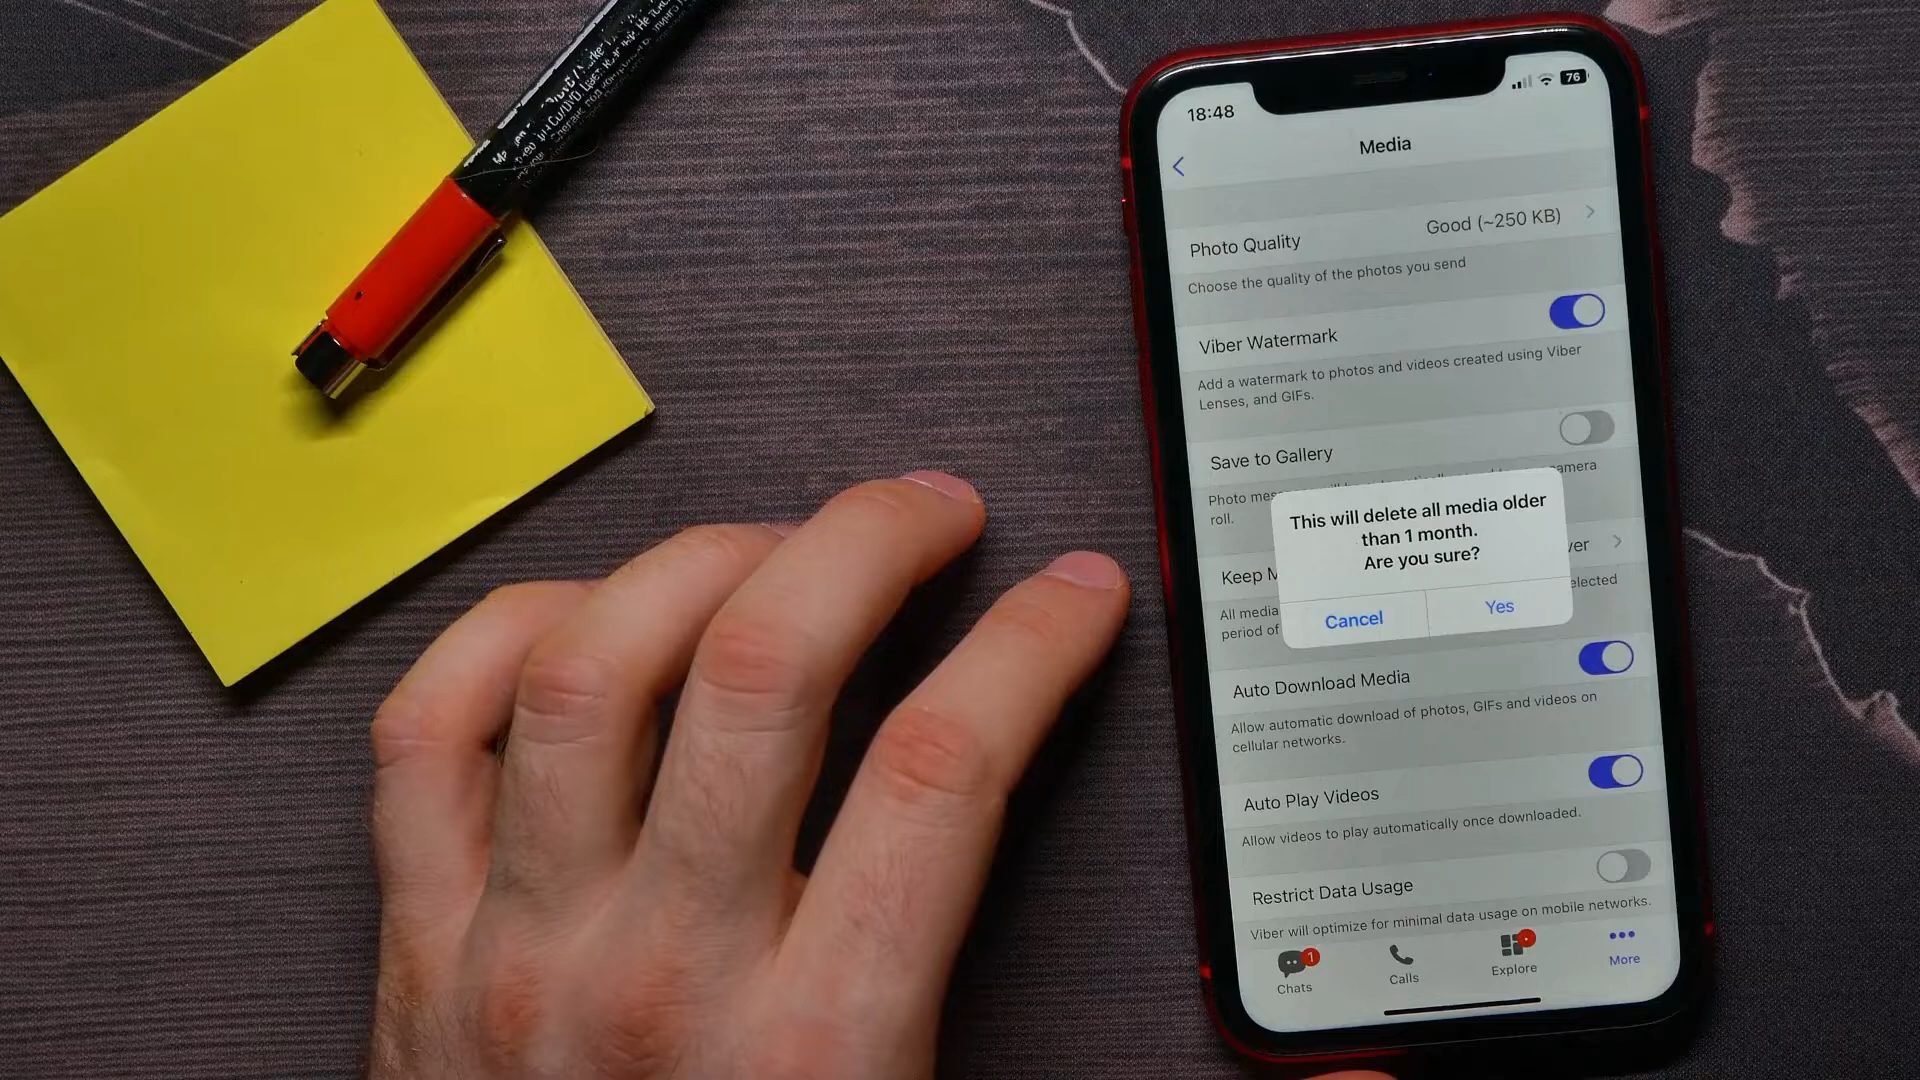 18:48
76
Media
Photo Quality
Good (~250 KB)
Choose the quality of the photos you send
Viber Watermark
Add a watermark to photos and videos created using Viber
Lenses, and GIFs.
Save to Gallery
Photo
roll.
This will delete all media older
than 1 month.
Are you sure?
Cancel
Yes
Keep
All media
period of
Auto Download Media
Allow automatic download of photos, GIFs and videos on
cellular networks.
Auto Play Videos
Allow videos to play automatically once downloaded.
Restrict Data Usage
Viber will optimize for minimal data usage on mobile networks.
1
Chats
Calls
Explore
More